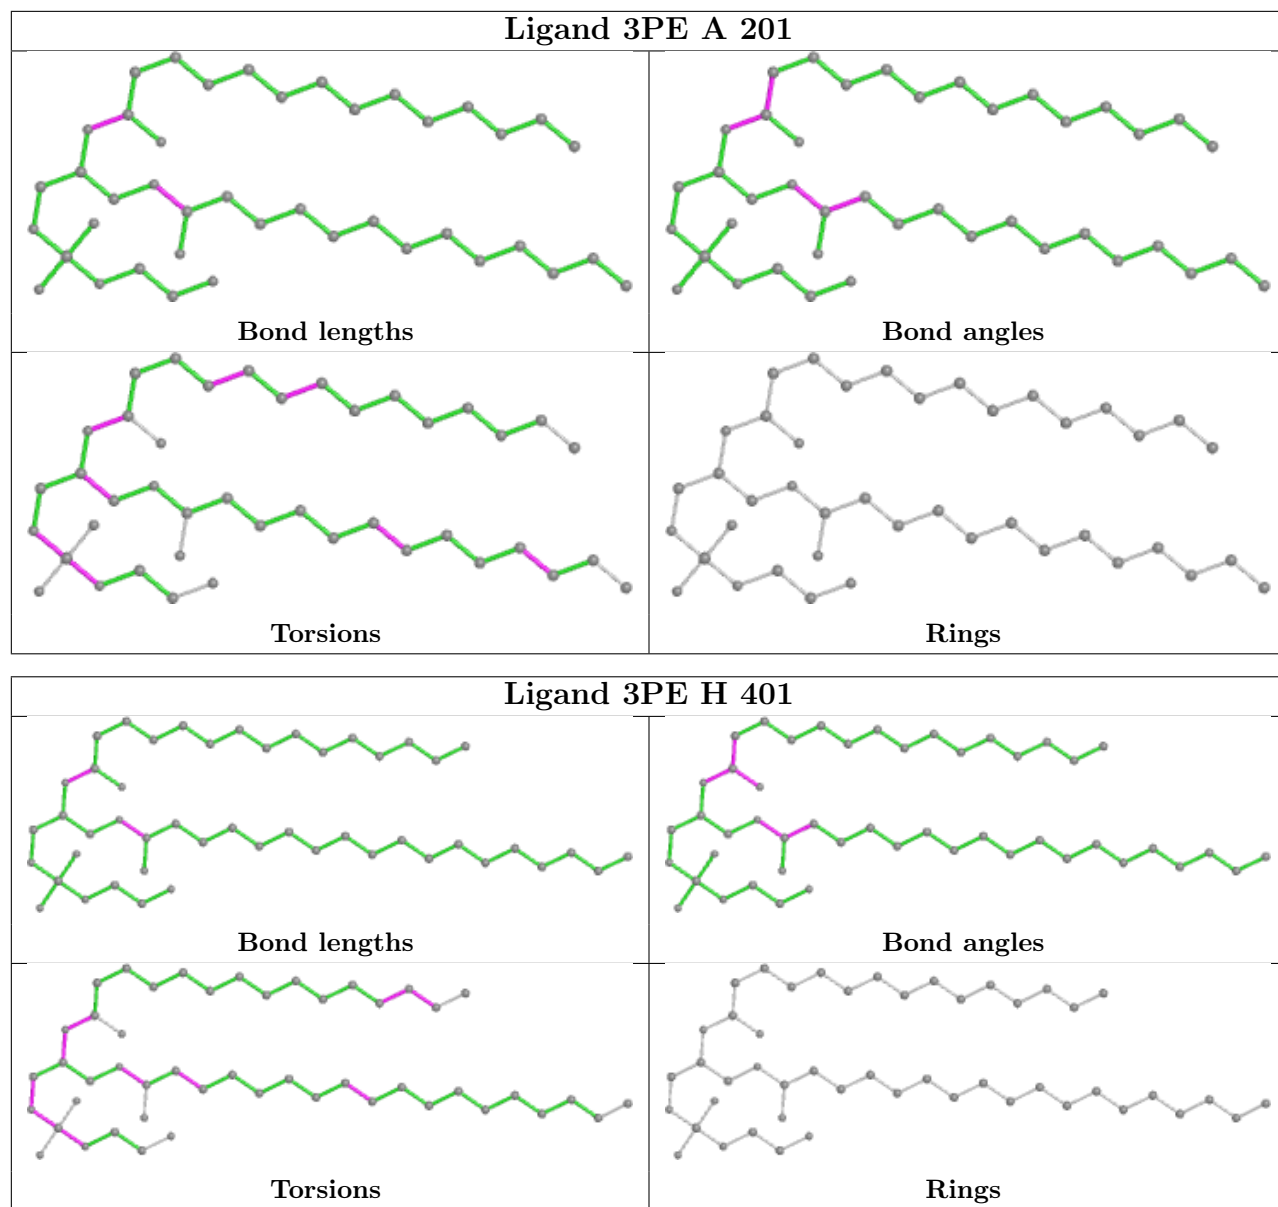 Ligand 3PE A 201
Bond lengths
Bond angles
Torsions
Rings
Ligand 3PE H 401
Bond lengths
Bond angles
Torsions
Rings